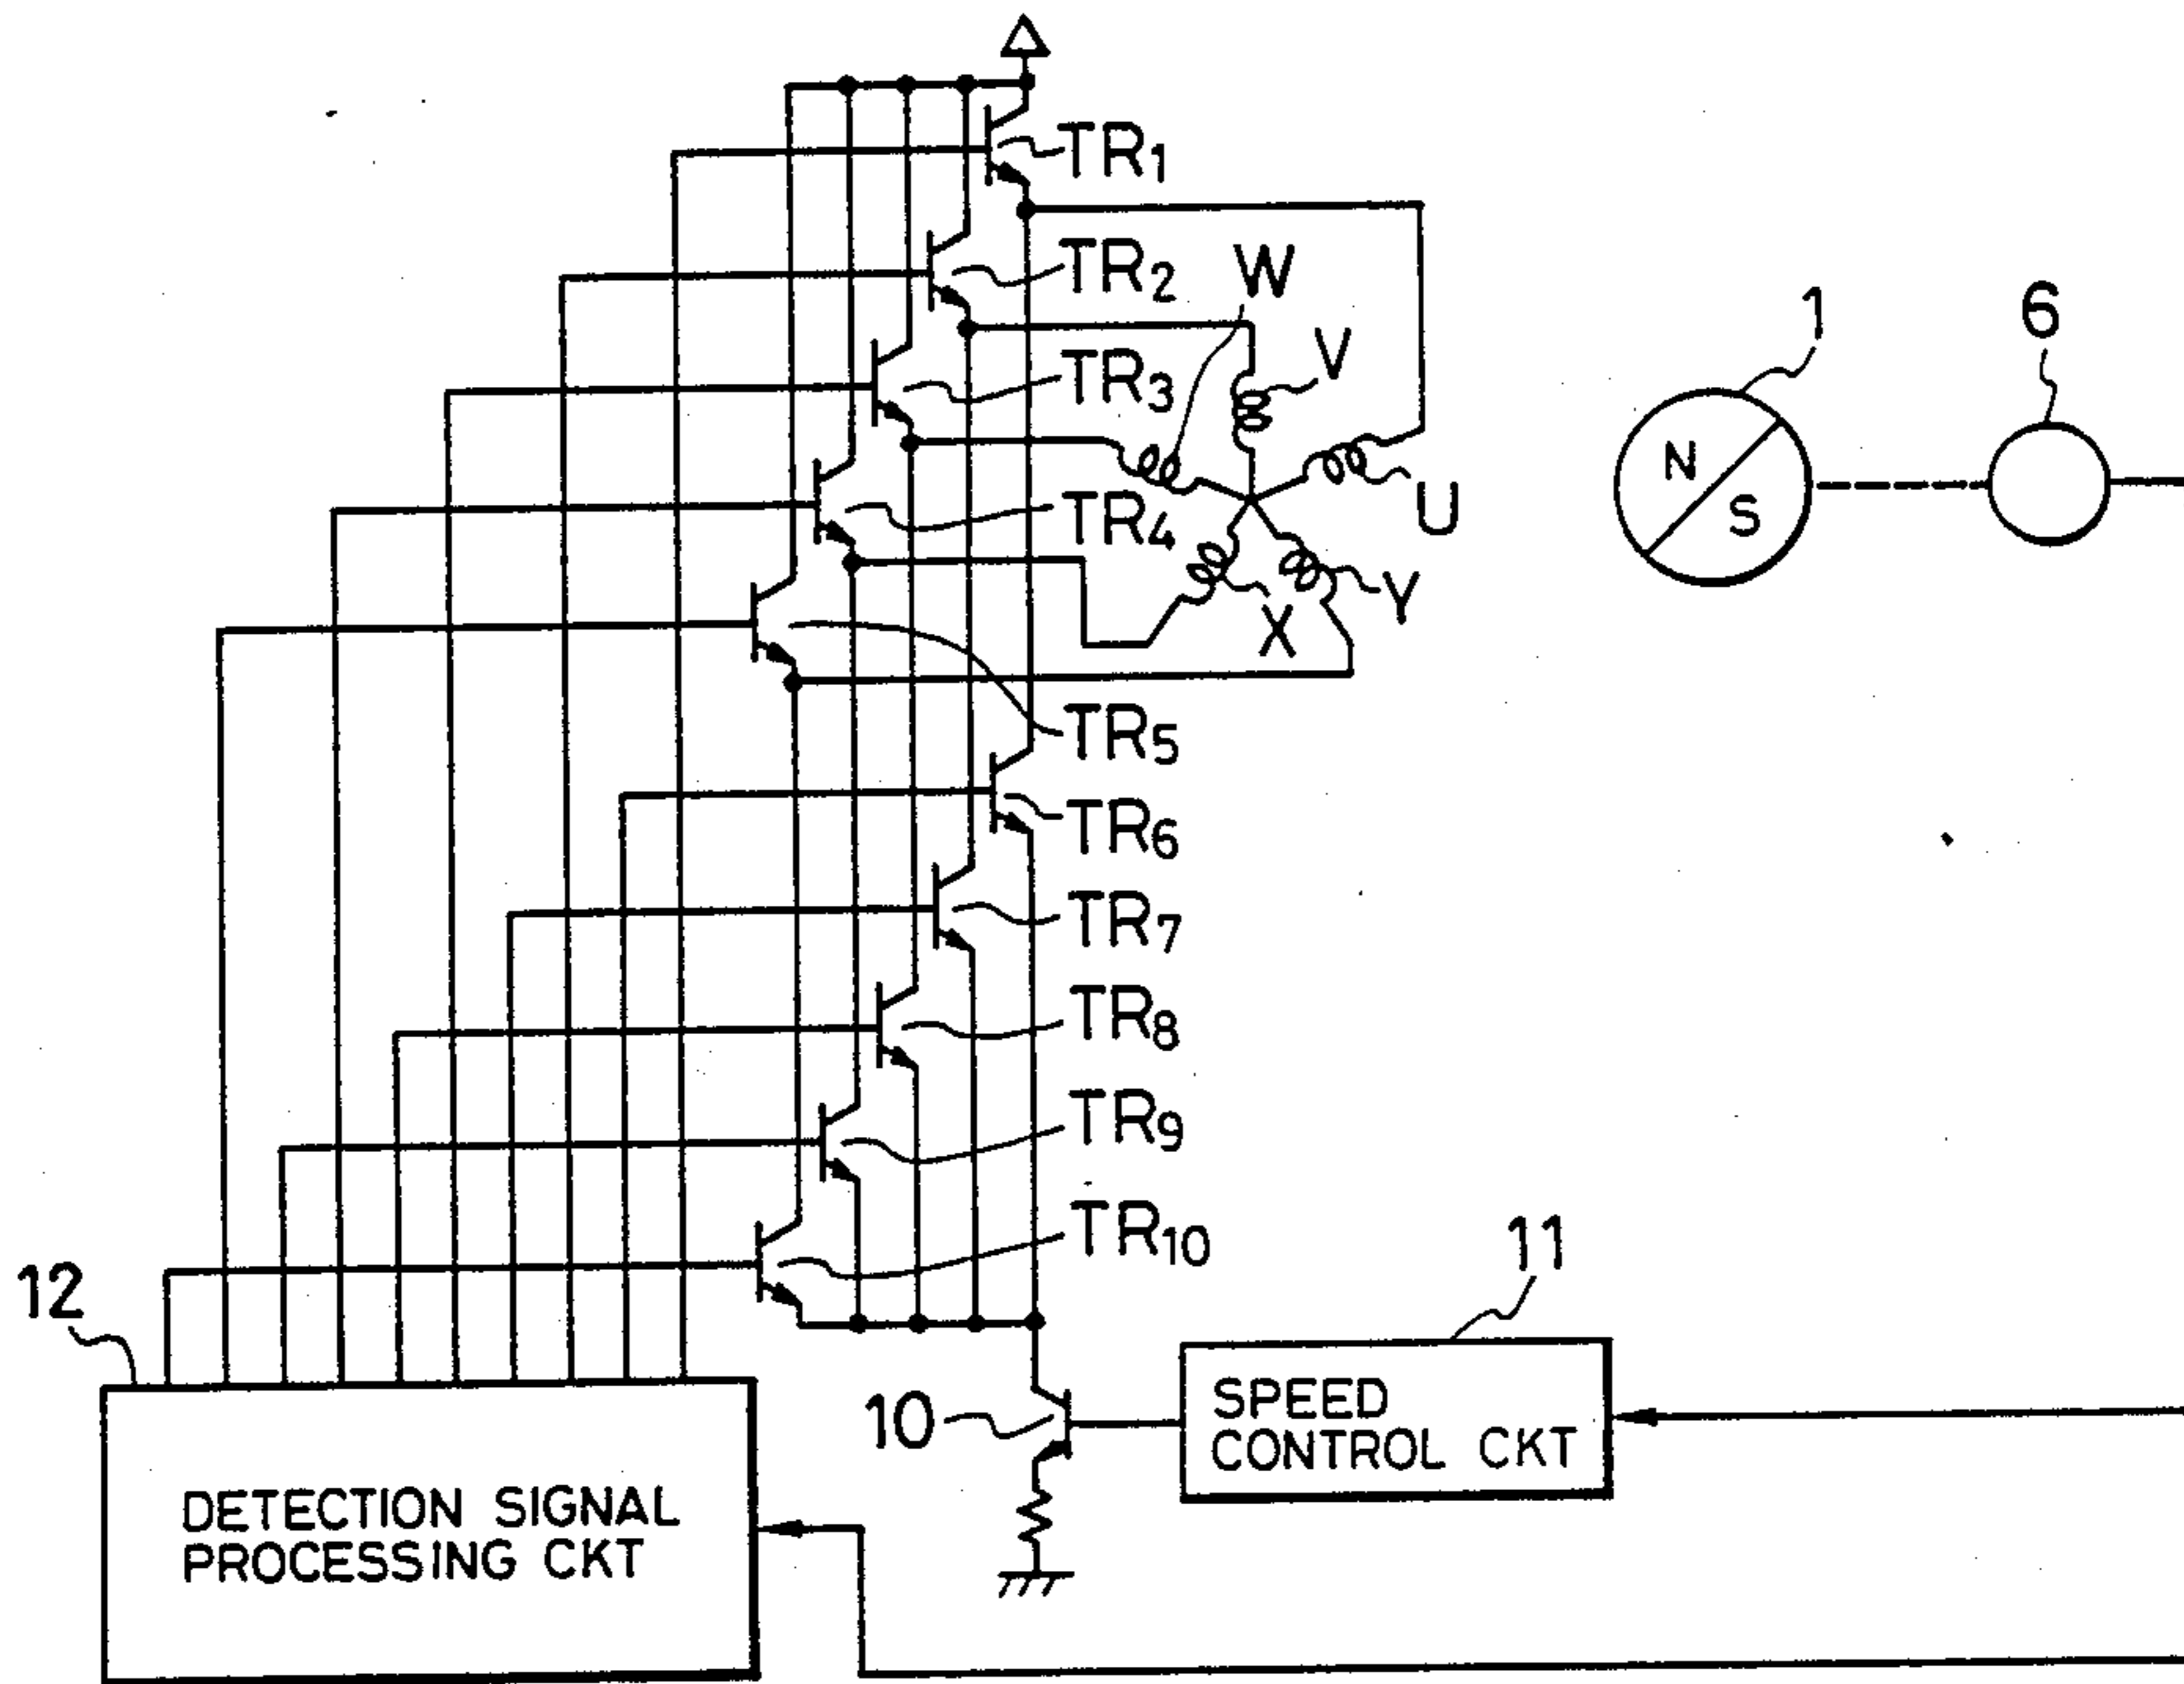 TR1
TR2
W
V
TR3
1
6
N
S
U
TR4
X
Y
TR5
TR6
TR7
TR8
TR9
TR10
12
11
10
SPEED
CONTROL CKT
DETECTION SIGNAL
PROCESSING CKT